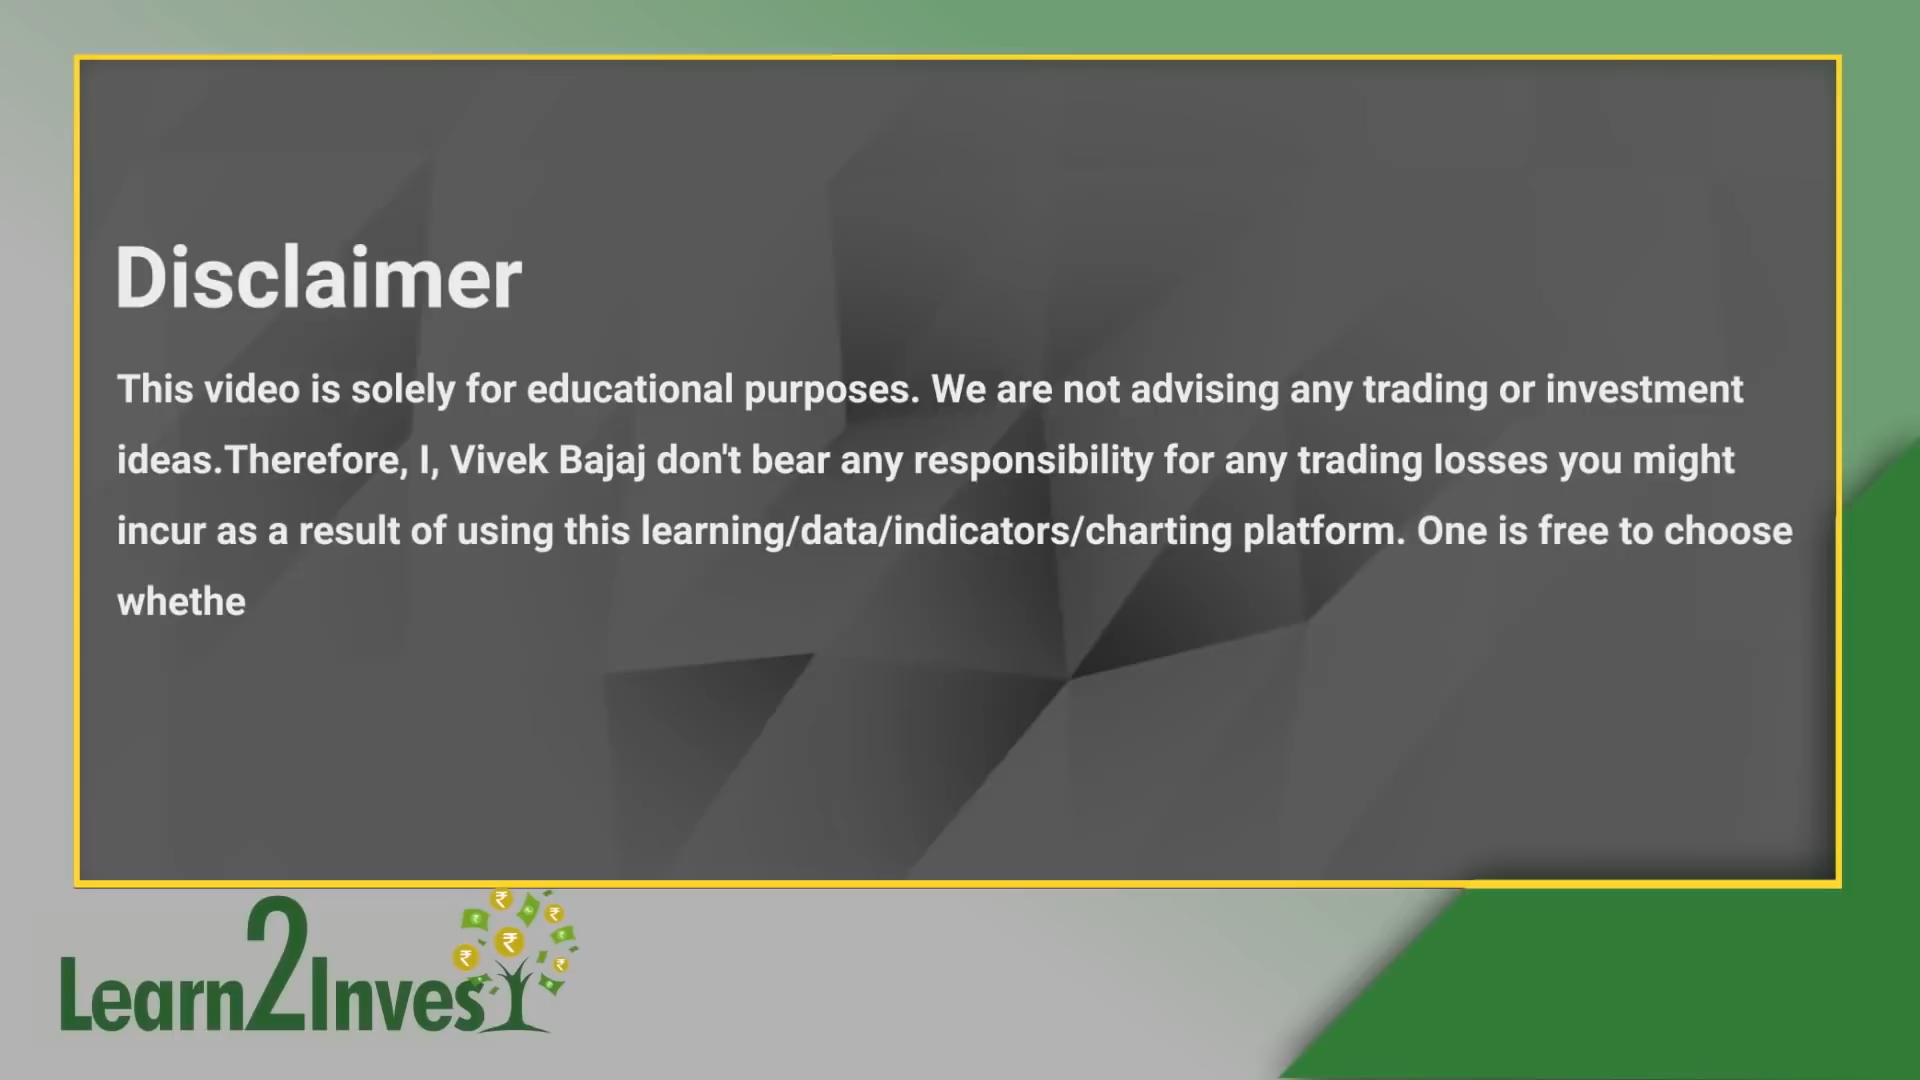 Disclaimer
This video is solely for educational purposes. We are not advising any trading or investment
ideas.Therefore, I, Vivek Bajaj don't bear any responsibility for any trading losses you might
incur as a result of using this learning/data/indicators/charting platform. One is free to choose
whethe
Learn2Invest